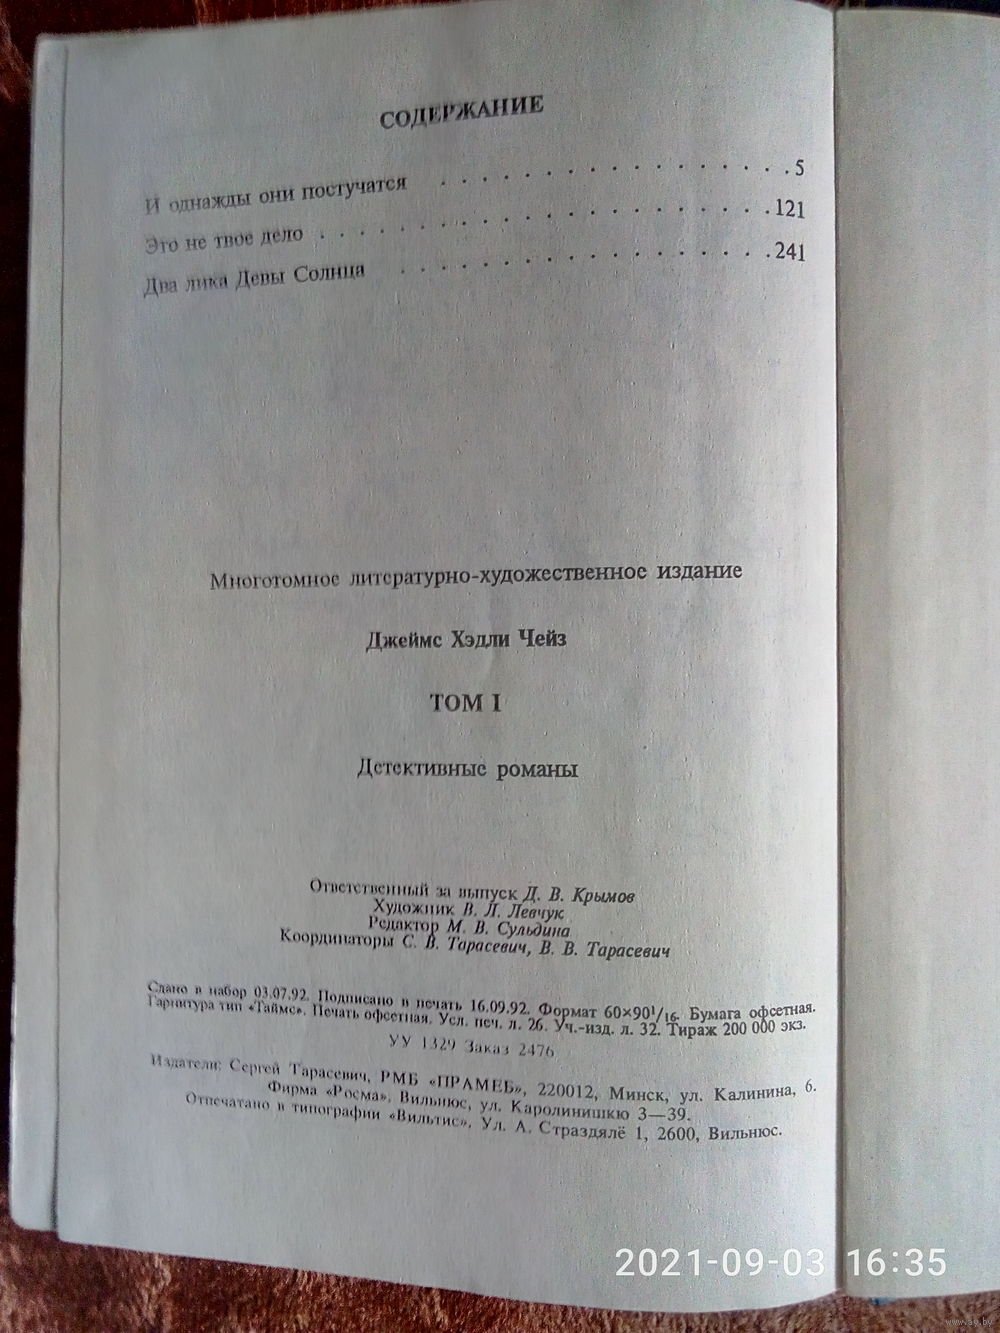 СОДЕРЖАНИЕ
И однажды они постучатся . . . . . . . . . . . . . . . . . 5
Это не твое дело . . . . . . . . . . . . . . . . . . . . 121
Два лика Девы Солнца . . . . . . . . . . . . . . . . . . 241
Многотомное литературно-художественное издание
Джеймс Хэдли Чейз
ТОМ I
Детективные романы
Ответственный за выпуск Д. В. Крымов
Художник В. Л. Левчук
Редактор М. В. Сульдина
Координаторы С. В. Тарасевич, В. В. Тарасевич
Сдано в набор 03.07.92. Подписано в печать 16.09.92. Формат 60×90¹/₁₆. Бумага офсетная.
Гарнитура тип «Таймс». Печать офсетная. Усл. печ. л. 26. Уч.-изд. л. 32. Тираж 200 000 экз.
УУ 1329 Заказ 2476
Издатели: Сергей Тарасевич, РМБ «ПРАМЕБ», 220012, Минск, ул. Калинина, 6.
Фирма «Росма», Вильнюс, ул. Каролинишкю 3—39.
Отпечатано в типографии «Вильтис», Ул. А. Страздялё 1, 2600, Вильнюс.
2021-09-03 16:35
www.ay.by